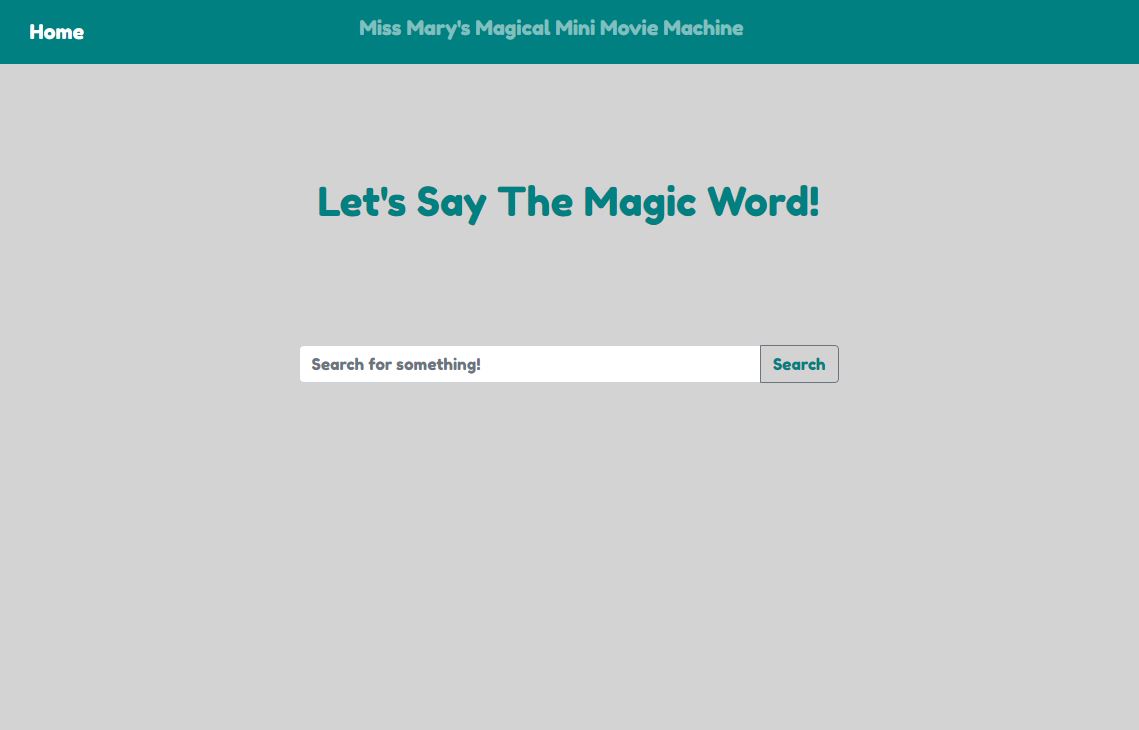 Home
Miss Mary's Magical Mini Movie Machine
Let's Say The Magic Word!
Search for something!
Search